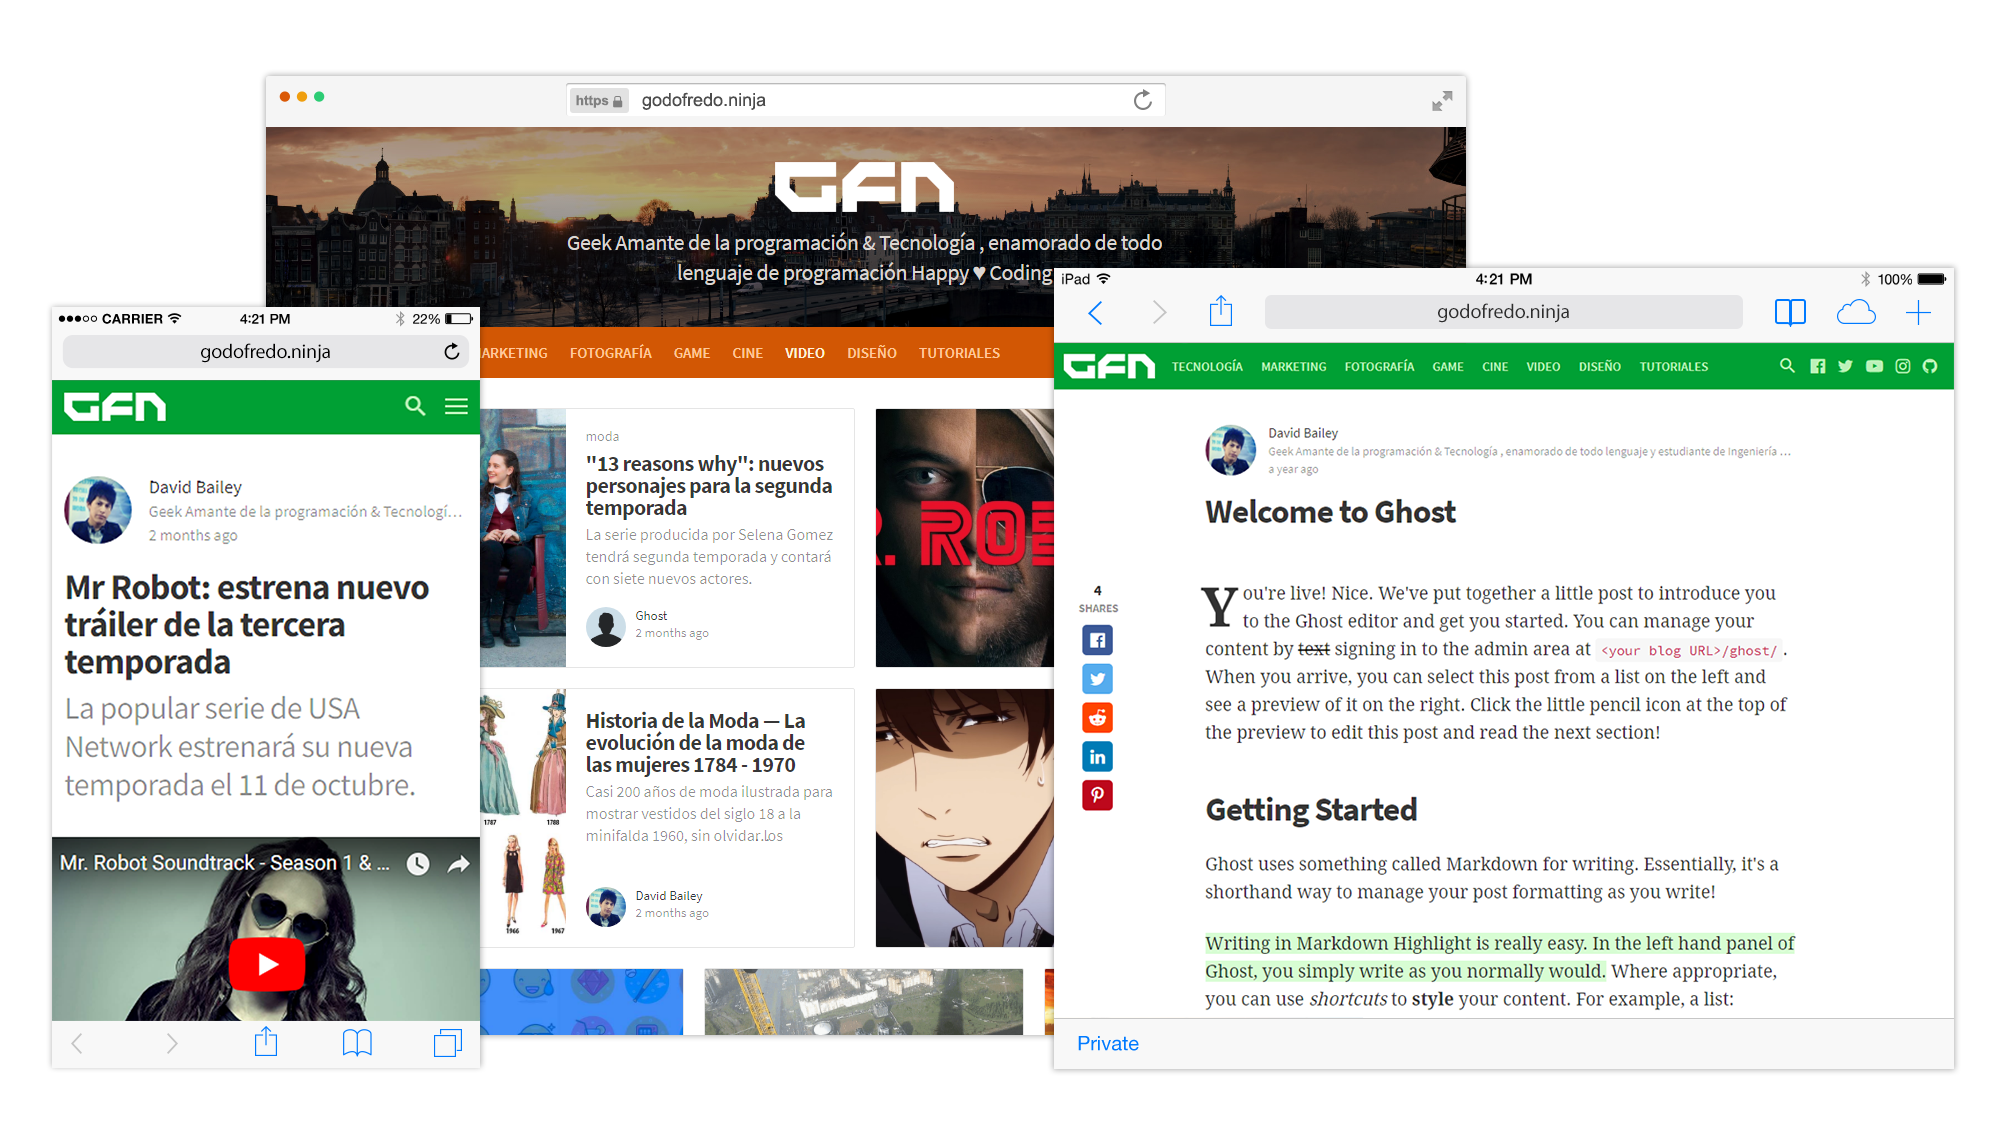 https godofredo.ninja
GFN
Geek Amante de la programación & Tecnología , enamorado de todo
lenguaje de programación Happy ♥ Coding
MARKETING FOTOGRAFÍA GAME CINE VIDEO DISEÑO TUTORIALES
moda
"13 reasons why": nuevos
personajes para la segunda
temporada
La serie producida por Selena Gomez
tendrá segunda temporada y contará
con siete nuevos actores.
Ghost
2 months ago
R. ROB
1787 1788
1966 1967
Historia de la Moda — La
evolución de la moda de
las mujeres 1784 - 1970
Casi 200 años de moda ilustrada para
mostrar vestidos del siglo 18 a la
minifalda 1960, sin olvidar.los
David Bailey
2 months ago
CARRIER 4:21 PM 22%
godofredo.ninja
GFN
David Bailey
Geek Amante de la programación & Tecnologí...
2 months ago
Mr Robot: estrena nuevo
tráiler de la tercera
temporada
La popular serie de USA
Network estrenará su nueva
temporada el 11 de octubre.
Mr. Robot Soundtrack - Season 1 & ...
iPad 4:21 PM 100%
godofredo.ninja
GFN TECNOLOGÍA MARKETING FOTOGRAFÍA GAME CINE VIDEO DISEÑO TUTORIALES
David Bailey
Geek Amante de la programación & Tecnología , enamorado de todo lenguaje y estudiante de Ingeniería ...
a year ago
Welcome to Ghost
4
SHARES
You're live! Nice. We've put together a little post to introduce you
to the Ghost editor and get you started. You can manage your
content by text signing in to the admin area at <your blog URL>/ghost/ .
When you arrive, you can select this post from a list on the left and
see a preview of it on the right. Click the little pencil icon at the top of
the preview to edit this post and read the next section!
Getting Started
Ghost uses something called Markdown for writing. Essentially, it's a
shorthand way to manage your post formatting as you write!
Writing in Markdown Highlight is really easy. In the left hand panel of
Ghost, you simply write as you normally would. Where appropriate,
you can use shortcuts to style your content. For example, a list:
Private